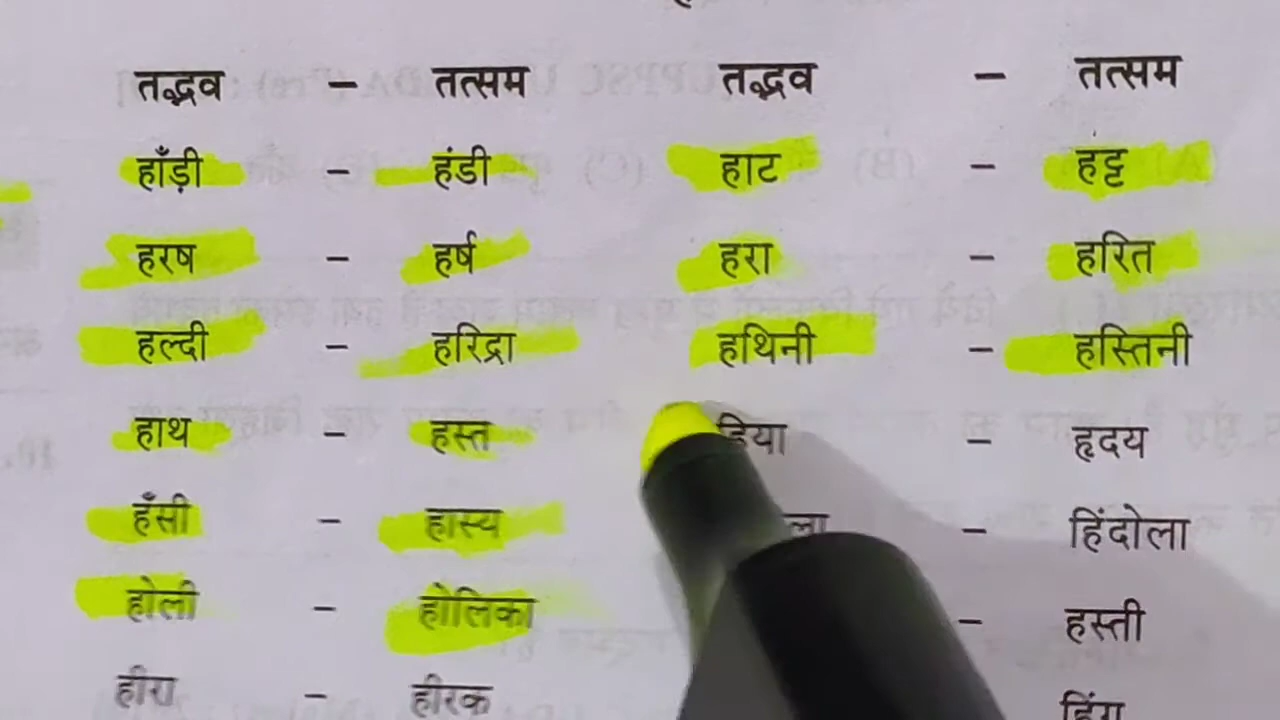 तद्भव - तत्सम तद्भव - तत्सम
हाँड़ी - हंडी हाट - हट्ट
हरष - हर्ष हरा - हरित
हल्दी - हरिद्रा हथिनी - हस्तिनी
हाथ - हस्त हिया - हृदय
हँसी - हास्य - हिंदोला
होली - होलिका - हस्ती
हीरा - हीरक हिंगु